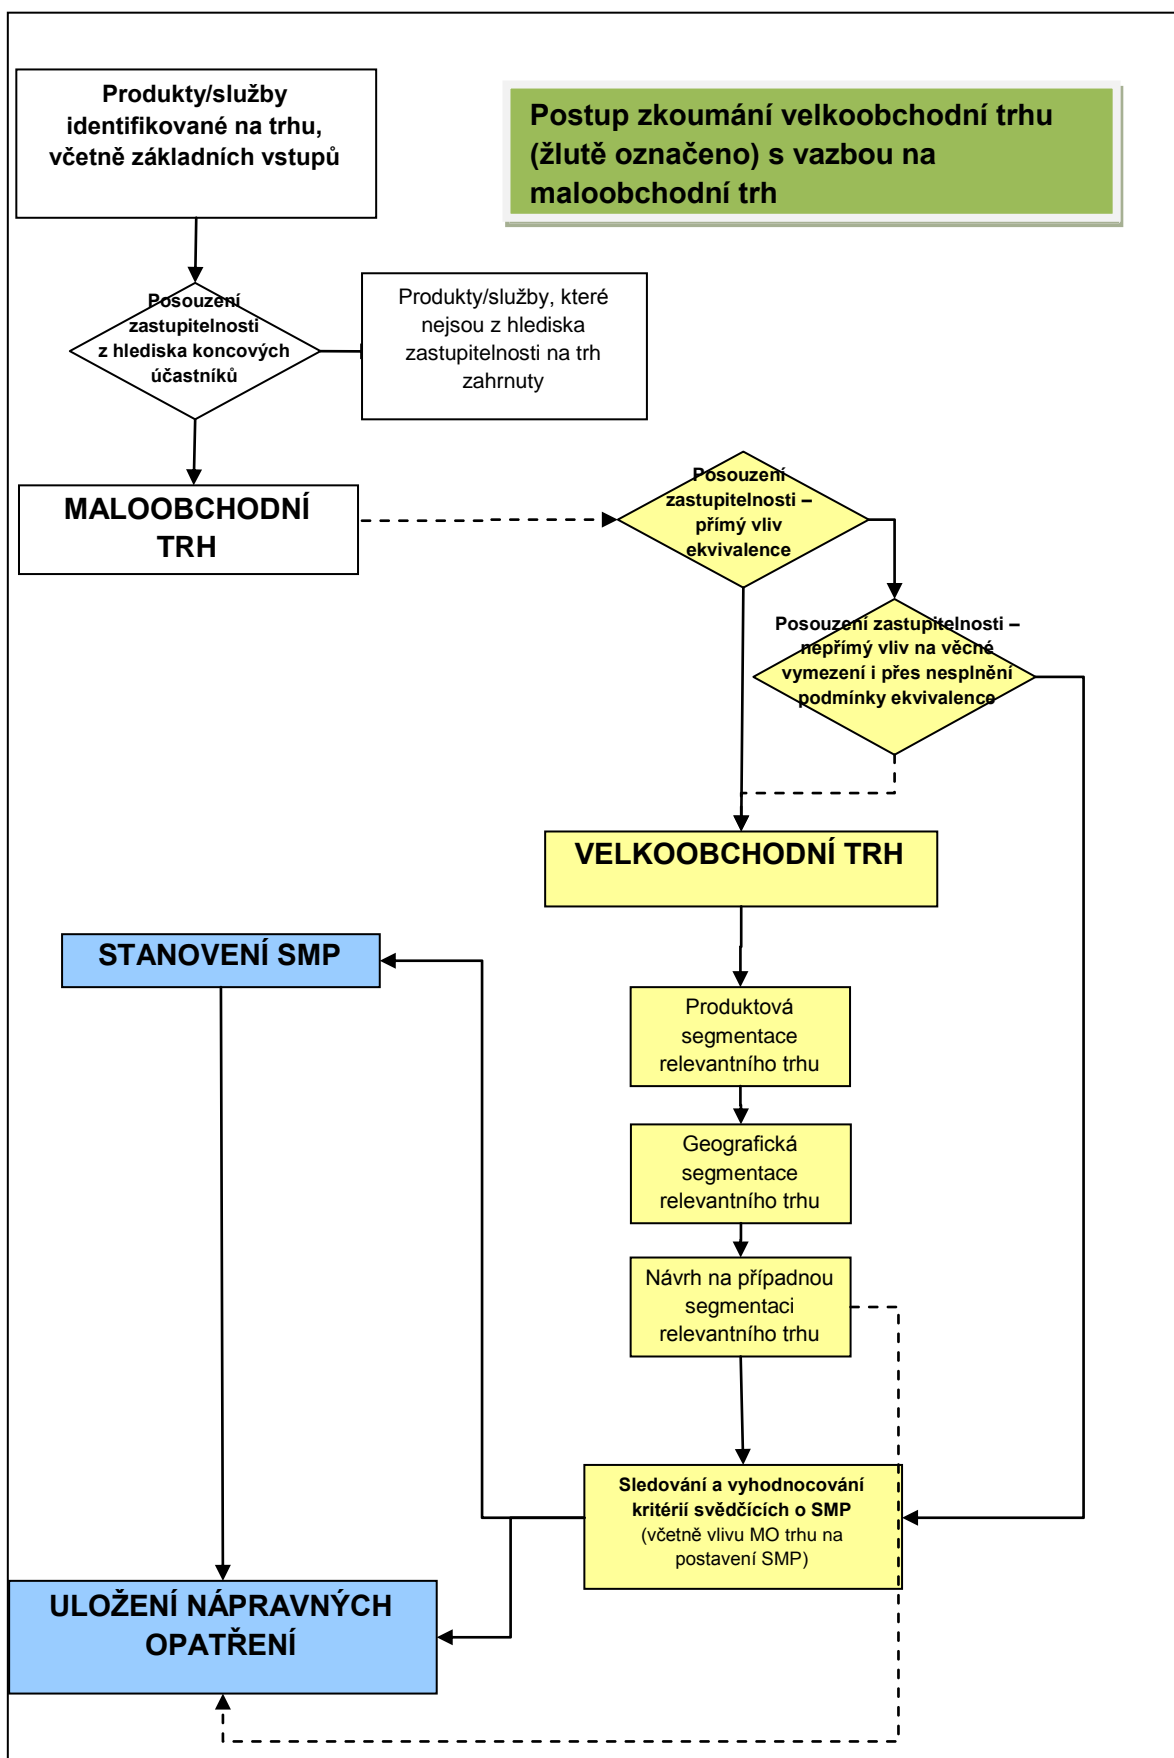 Produkty/služby
identifikované na trhu,
včetně základních vstupů
Postup zkoumání velkoobchodní trhu
(žlutě označeno) s vazbou na
maloobchodní trh
Posouzení
zastupitelnosti
z hlediska koncových
účastníků
Produkty/služby, které
nejsou z hlediska
zastupitelnosti na trh
zahrnuty
MALOOBCHODNÍ
TRH
Posouzení
zastupitelnosti –
přímý vliv
ekvivalence
Posouzení zastupitelnosti –
nepřímý vliv na věcné
vymezení i přes nesplnění
podmínky ekvivalence
VELKOOBCHODNÍ TRH
STANOVENÍ SMP
Produktová
segmentace
relevantního trhu
Geografická
segmentace
relevantního trhu
Návrh na případnou
segmentaci
relevantního trhu
Sledování a vyhodnocování
kritérií svědčících o SMP
(včetně vlivu MO trhu na
postavení SMP)
ULOŽENÍ NÁPRAVNÝCH
OPATŘENÍ